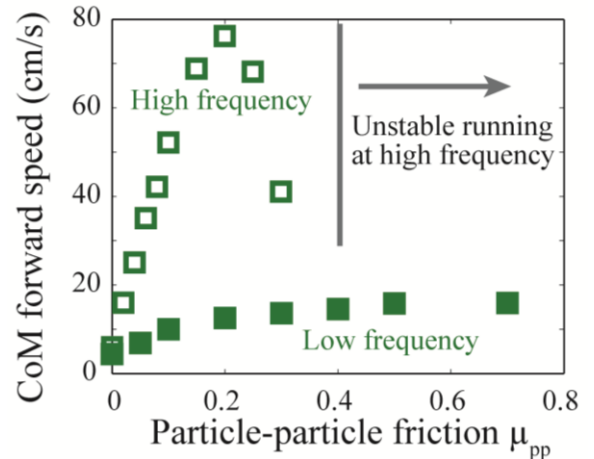 CoM forward speed (cm/s)
80
60
40
20
0
High frequency
Unstable running
at high frequency
Low frequency
0
0.2
0.4
0.6
0.8
Particle-particle friction μpp